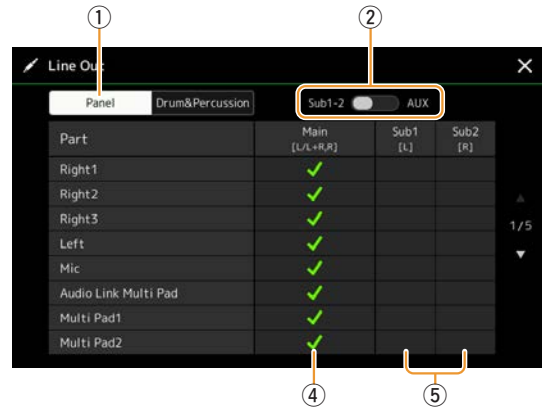 ① ②
Line Out
Panel Drum&Percussion Sub1-2 AUX
Part Main Sub1 Sub2
[L/L+R,R] [L] [R]
Right1
Right2
Right3
1/5
Left
Mic
Audio Link Multi Pad
Multi Pad1
Multi Pad2
④ ⑤